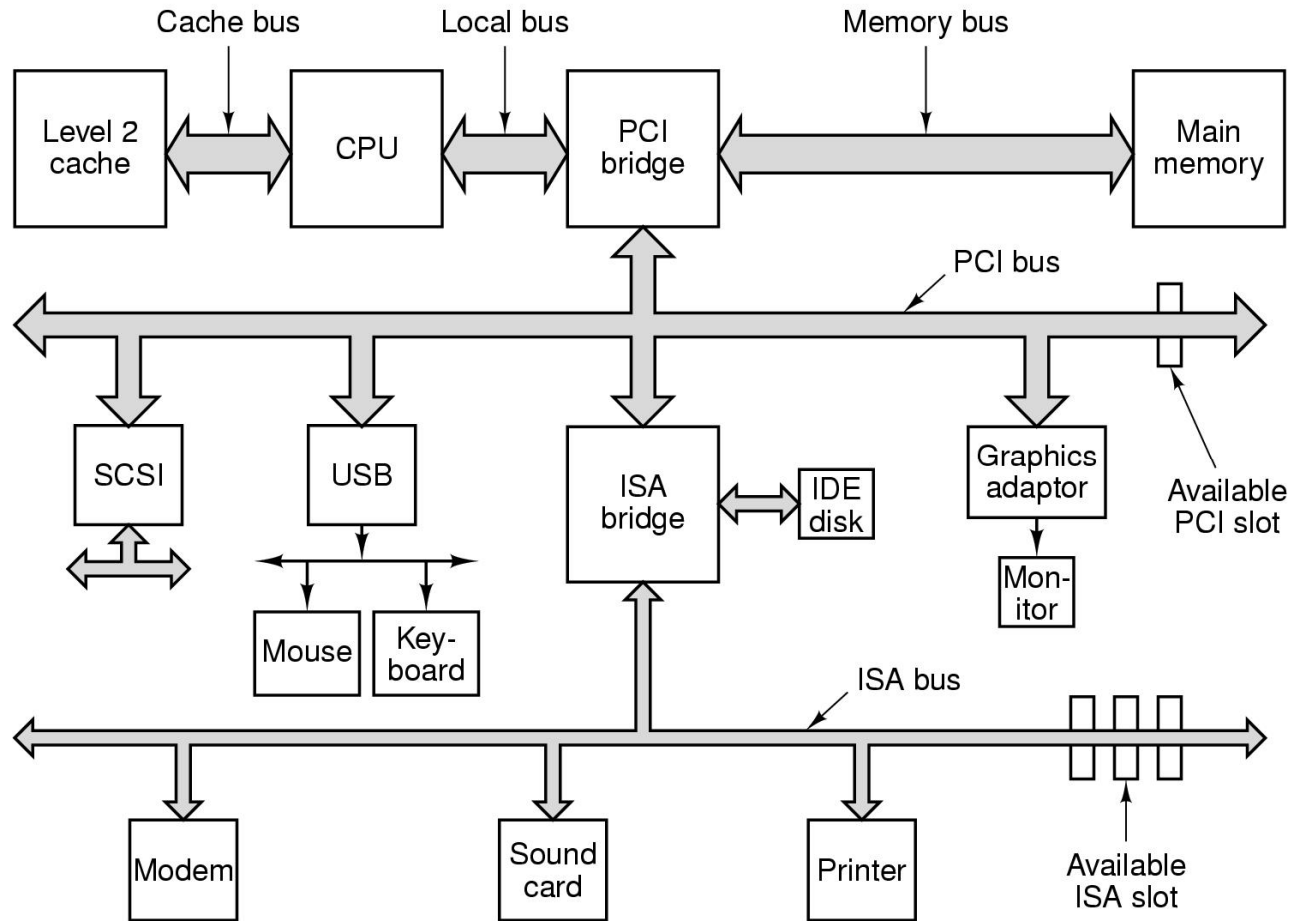 Cache bus
Local bus
Memory bus
Level 2
cache
CPU
PCI
bridge
Main
memory
PCI bus
SCSI
USB
ISA
bridge
IDE
disk
Graphics
adaptor
Available
PCI slot
Mon-
itor
Mouse
Key-
board
ISA bus
Modem
Sound
card
Printer
Available
ISA slot